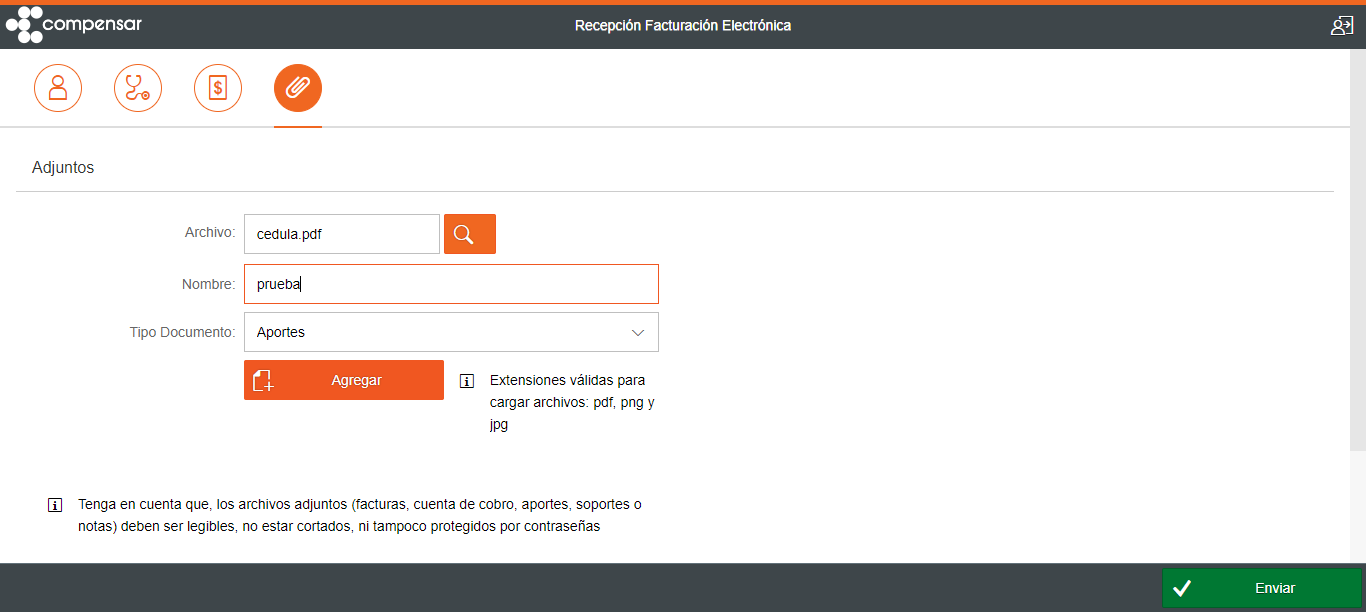 compensar
Recepción Facturación Electrónica
$
Adjuntos
Archivo: cedula.pdf
Nombre: prueba
Tipo Documento: Aportes
Agregar
Extensiones válidas para
cargar archivos: pdf, png y
jpg
Tenga en cuenta que, los archivos adjuntos (facturas, cuenta de cobro, aportes, soportes o
notas) deben ser legibles, no estar cortados, ni tampoco protegidos por contraseñas
Enviar